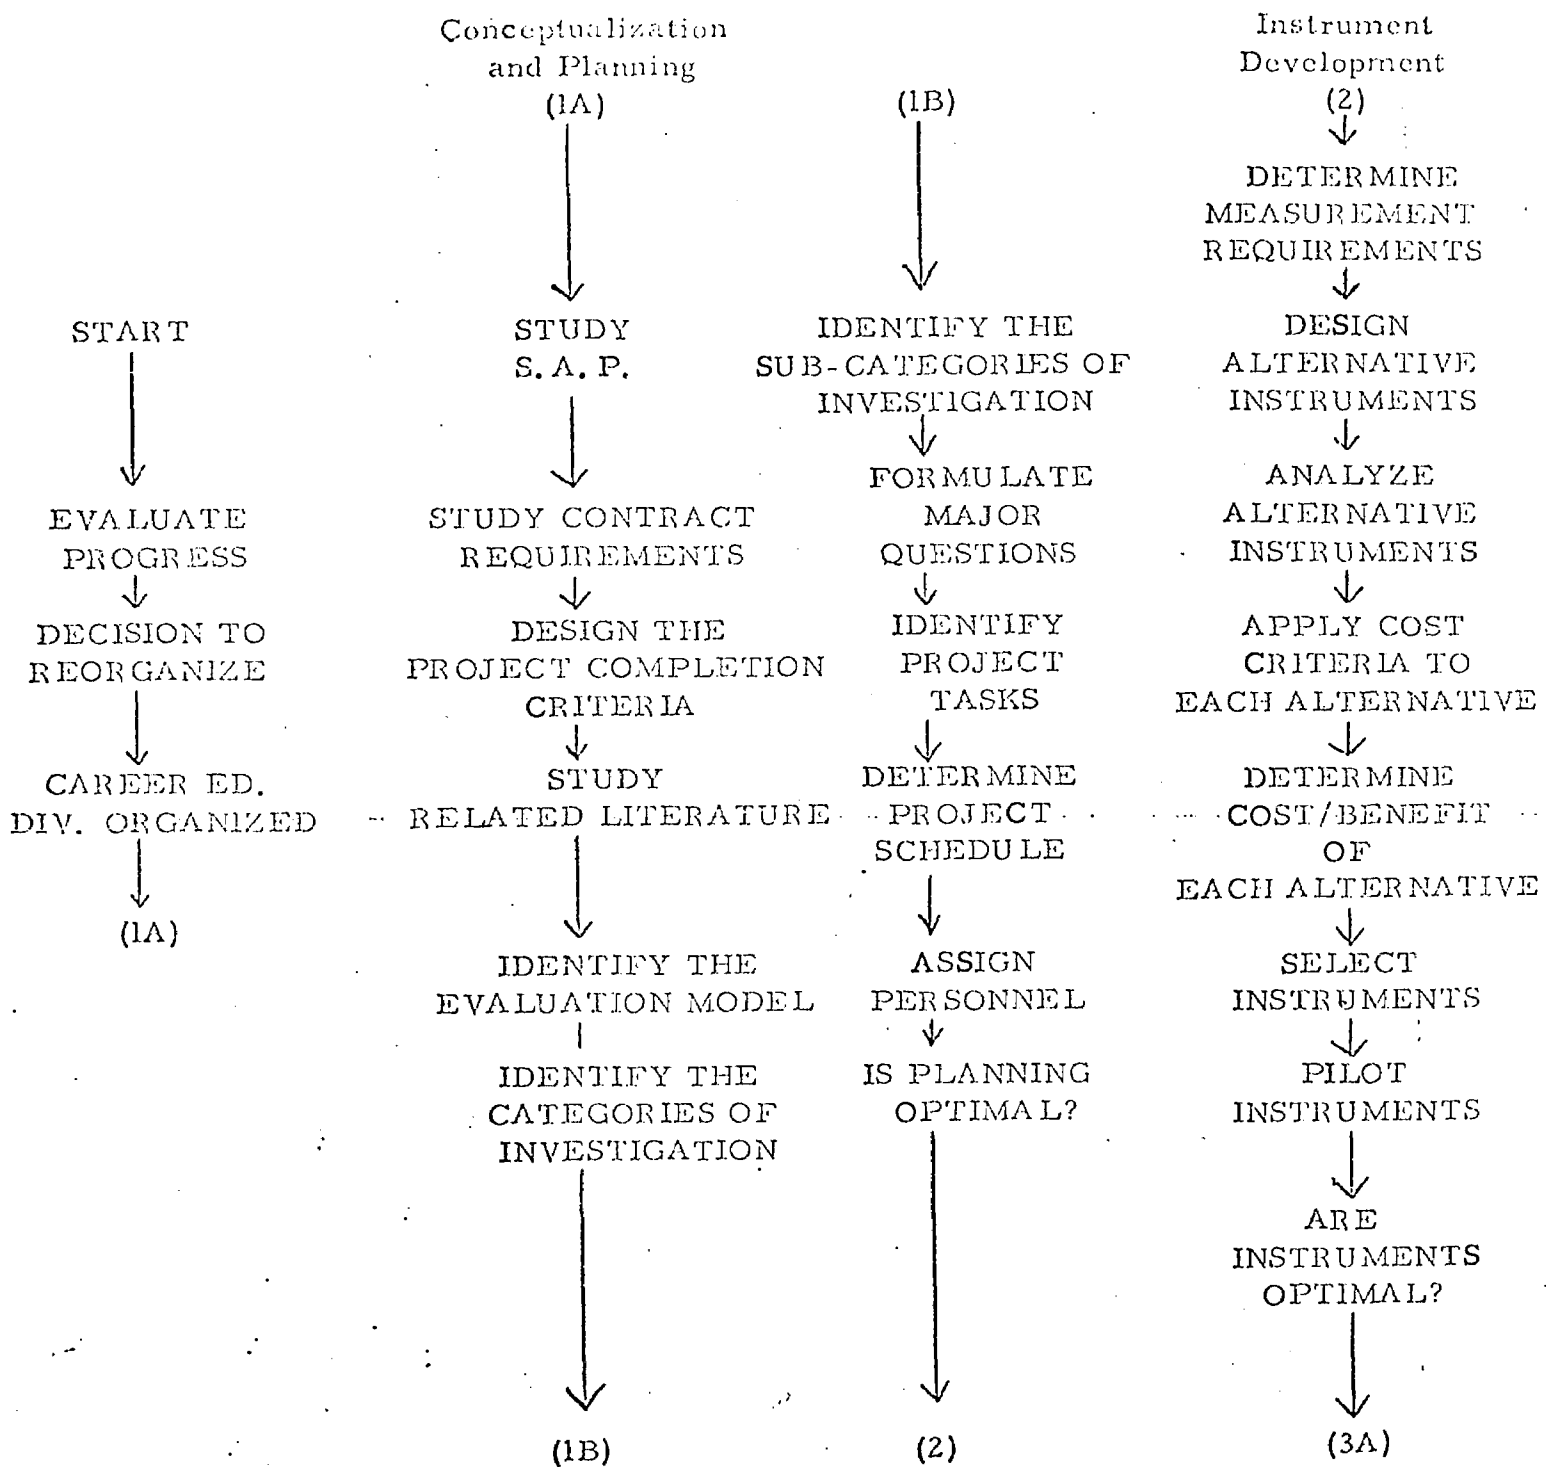 START
EVALUATE
PROGRESS
DECISION TO
REORGANIZE
CAREER ED.
DIV. ORGANIZED
(1A)
Conceptualization
and Planning
(1A)
STUDY
S. A. P.
STUDY CONTRACT
REQUIREMENTS
DESIGN THE
PROJECT COMPLETION
CRITERIA
STUDY
RELATED LITERATURE
IDENTIFY THE
EVALUATION MODEL
IDENTIFY THE
CATEGORIES OF
INVESTIGATION
(1B)
(1B)
IDENTIFY THE
SUB-CATEGORIES OF
INVESTIGATION
FORMULATE
MAJOR
QUESTIONS
IDENTIFY
PROJECT
TASKS
DETERMINE
PROJECT
SCHEDULE
ASSIGN
PERSONNEL
IS PLANNING
OPTIMAL?
(2)
Instrument
Development
(2)
DETERMINE
MEASUREMENT
REQUIREMENTS
DESIGN
ALTERNATIVE
INSTRUMENTS
ANALYZE
ALTERNATIVE
INSTRUMENTS
APPLY COST
CRITERIA TO
EACH ALTERNATIVE
DETERMINE
COST/BENEFIT
OF
EACH ALTERNATIVE
SELECT
INSTRUMENTS
PILOT
INSTRUMENTS
ARE
INSTRUMENTS
OPTIMAL?
(3A)